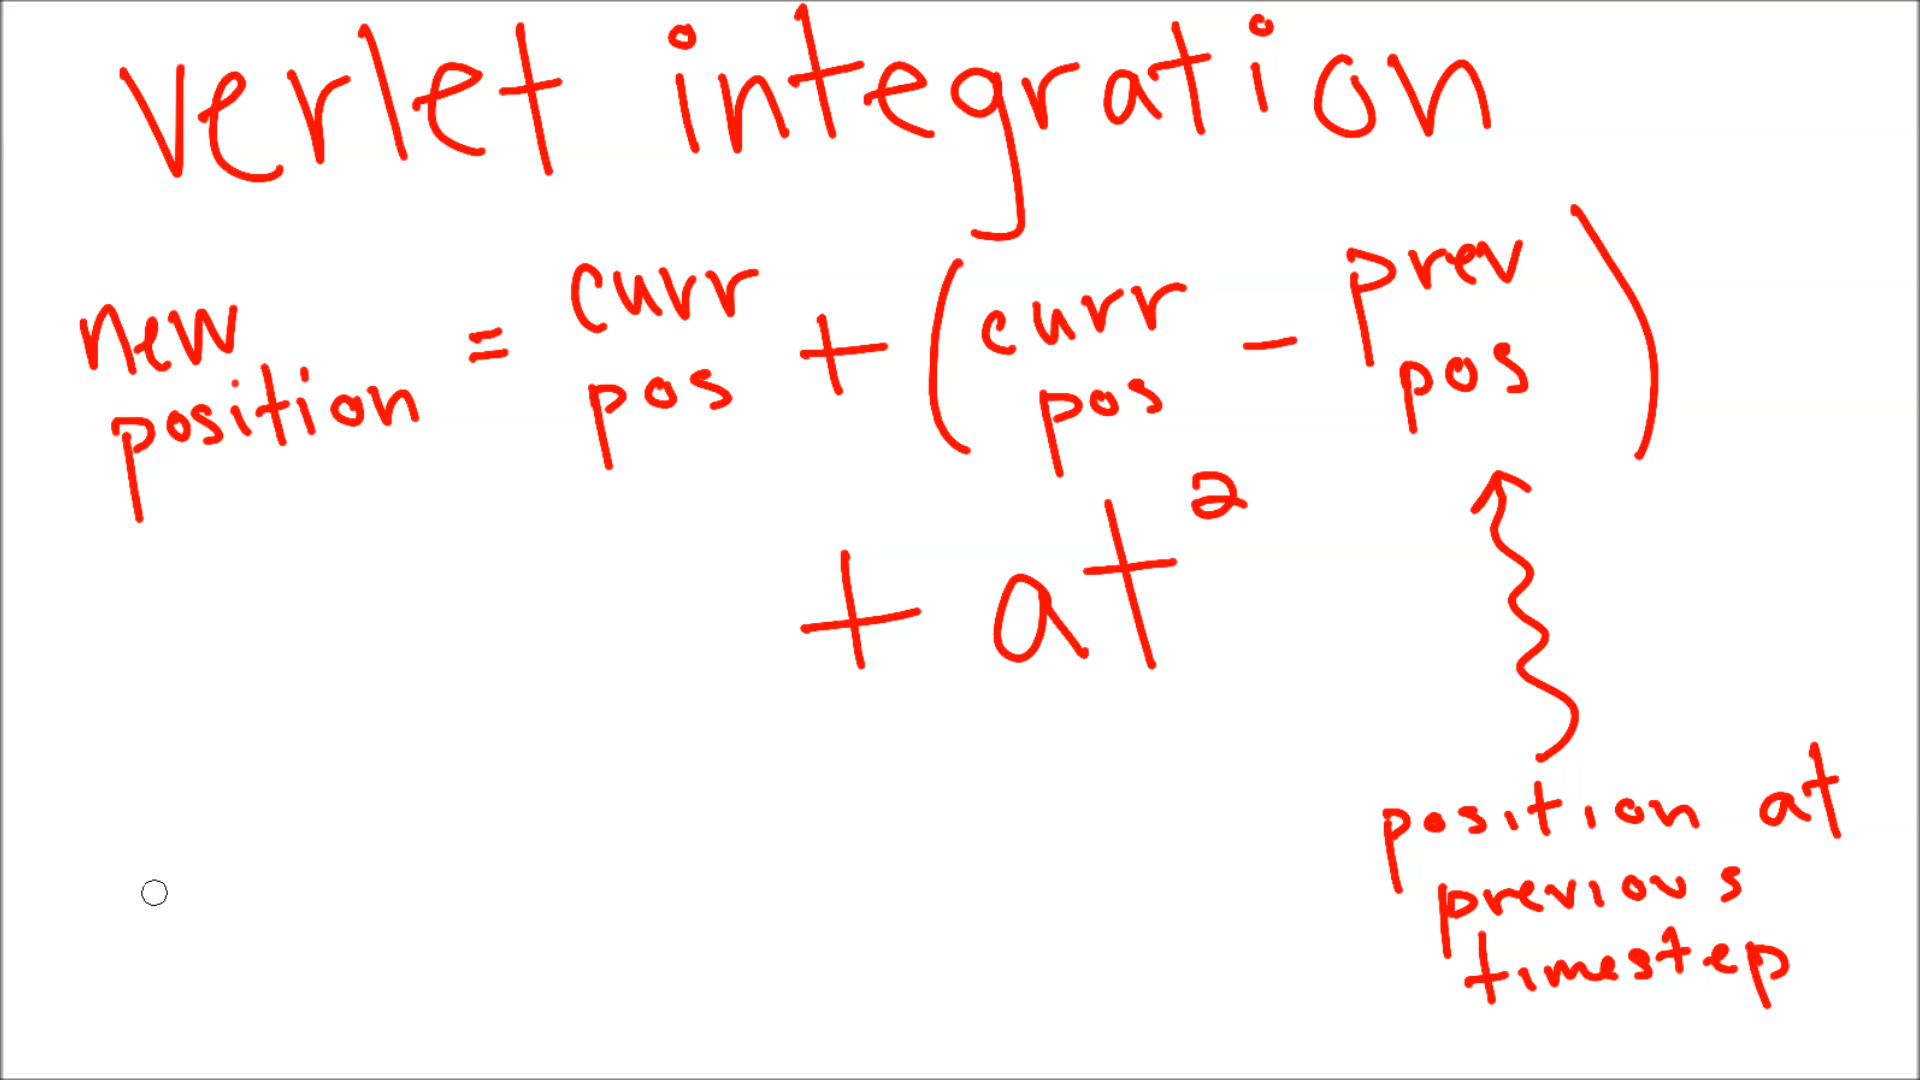 verlet integration
new position = curr pos + (curr pos - prev pos)
+ at²
position at
previous
timestep